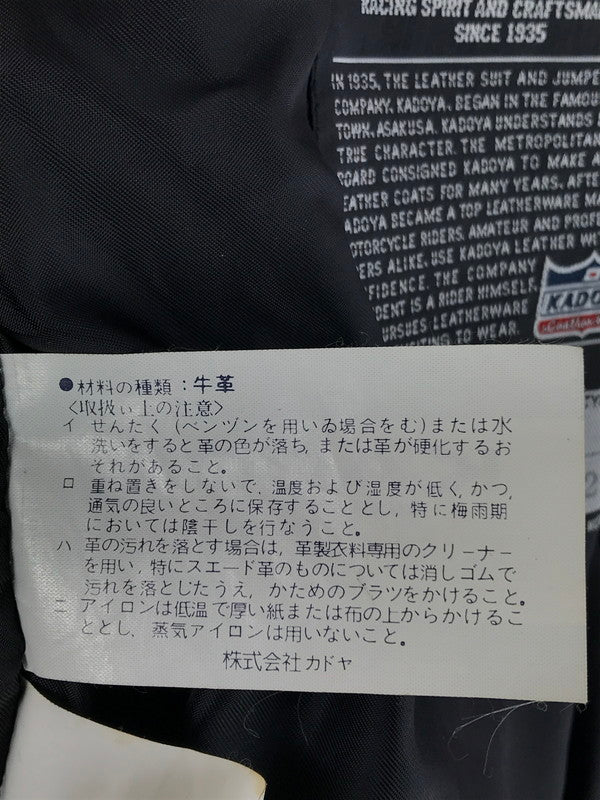 RACING SPIRIT AND CRAFTSMA
SINCE 1935
IN 1935, THE LEATHER SUIT AND JUMPE
COMPANY, KADOYA, BEGAN IN THE FAMOU
TOWN, ASAKUSA. KADOYA UNDERSTANDS
TRUE CHARACTER. THE METROPOLITAN
OARD CONSIGNED KADOYA TO MAKE A
EATHER COATS FOR MANY YEARS. AFTE
ADOYA BECAME A TOP LEATHERWARE MA
OTORCYCLE RIDERS. AMATEUR AND PROFE
ERS ALIKE, USE KADOYA LEATHER W
FIDENCE. THE COMPANY
DENT IS A RIDER HIMSELF,
URSUES LEATHERWARE
CITING TO WEAR.
KADO
●材料の種類：牛革
〈取扱い上の注意〉
イ せんたく (ベンヅンを用いゐ場合をむ)または水
洗いをすると革の色が落ち, または革が硬化するお
それがあること。
ロ 重ね置きをしないで, 温度および湿度が低く, かつ,
通気の良いところに保存することとし, 特に梅雨期
においては陰干しを行なうこと。
ハ 革の汚れを落とす場合は, 革製衣料専用のクリーナー
を用い, 特にスエード革のものについては消しゴムで
汚れを落としたうえ, かためのブラツをかけること。
ニ アイロンは低温で厚い紙または布の上からかけるこ
ととし, 蒸気アイロンは用いないこと。
株式会社カドヤ